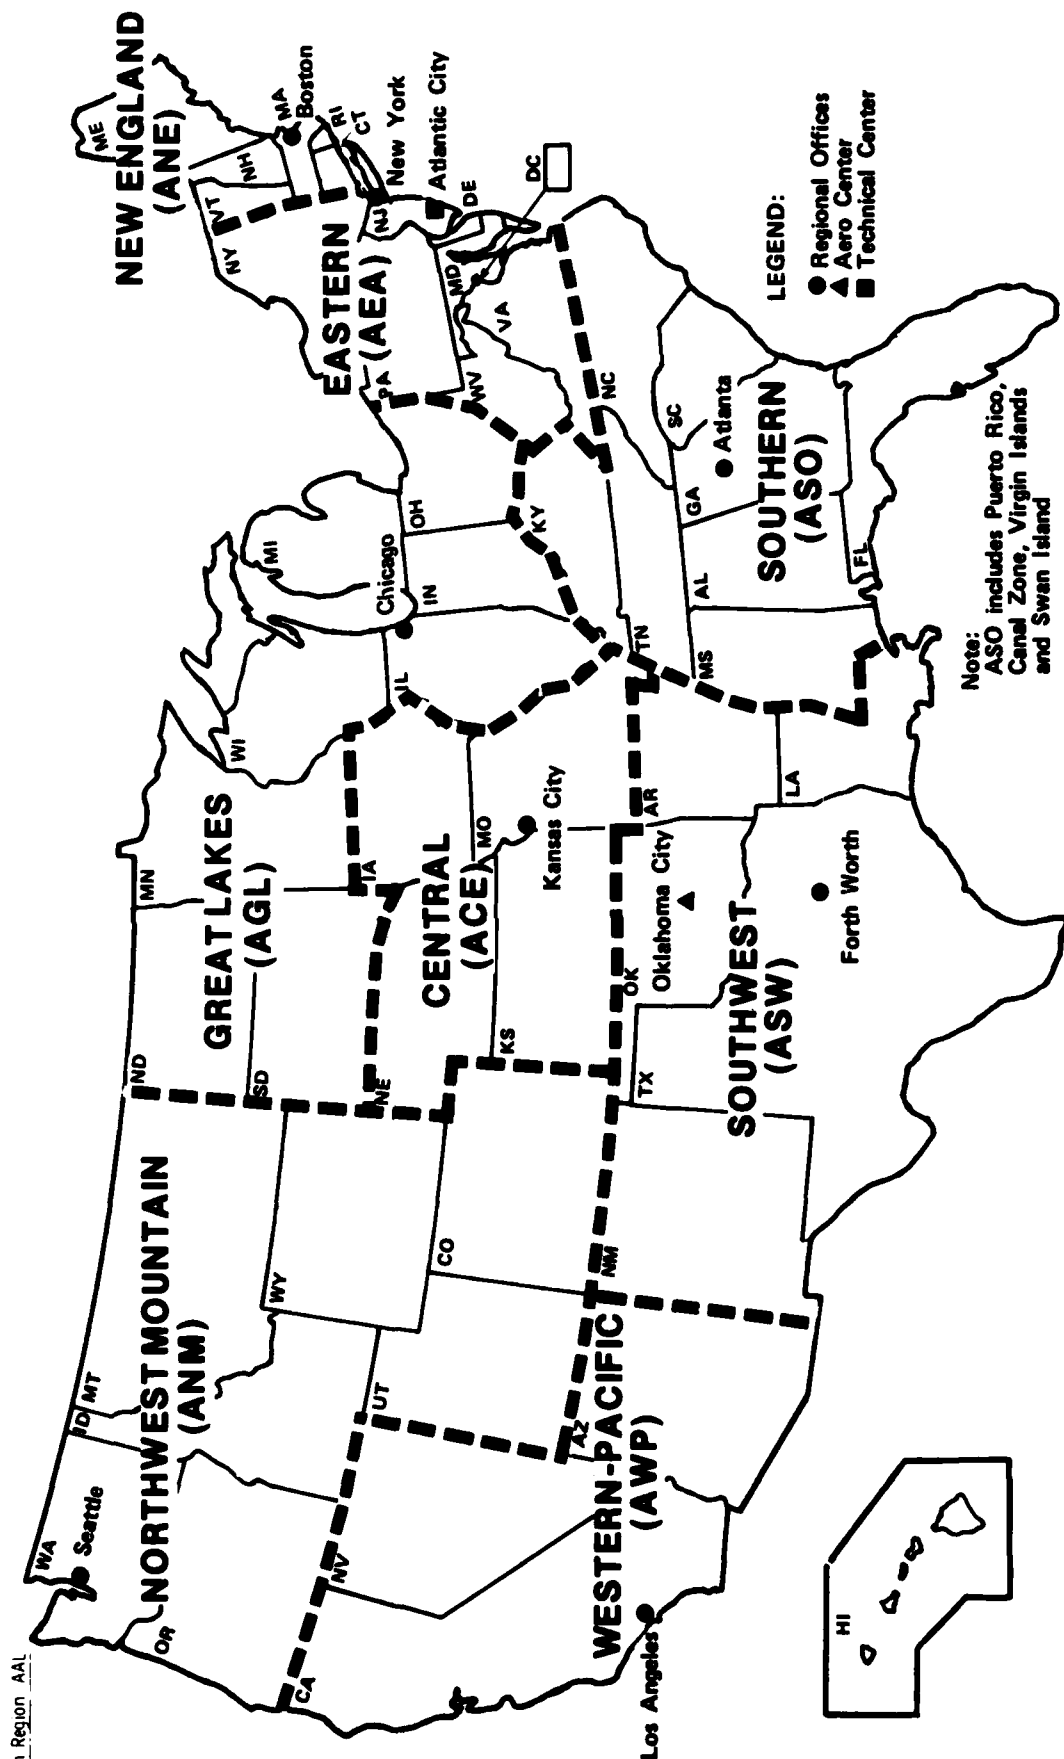 Region AAL
WA
Seattle
OR
ID
MT
NORTHWEST MOUNTAIN
(ANM)
WY
CA
NV
UT
CO
WESTERN-PACIFIC
(AWP)
AZ
NM
Los Angeles
HI
ND
MN
SD
GREAT LAKES
(AGL)
WI
MI
NE
IA
IL
Chicago
IN
OH
CENTRAL
(ACE)
KS
MO
Kansas City
TX
OK
Oklahoma City
AR
LA
SOUTHWEST
(ASW)
Forth Worth
NEW ENGLAND
(ANE)
ME
VT
NH
MA
Boston
RI
CT
NY
EASTERN
(AEA)
New York
NJ
Atlantic City
PA
MD
DE
DC
WV
VA
KY
NC
TN
SC
MS
AL
GA
Atlanta
SOUTHERN
(ASO)
FL
LEGEND:
Regional Offices
Aero Center
Technical Center
Note:
ASO includes Puerto Rico,
Canal Zone, Virgin Islands
and Swan Island